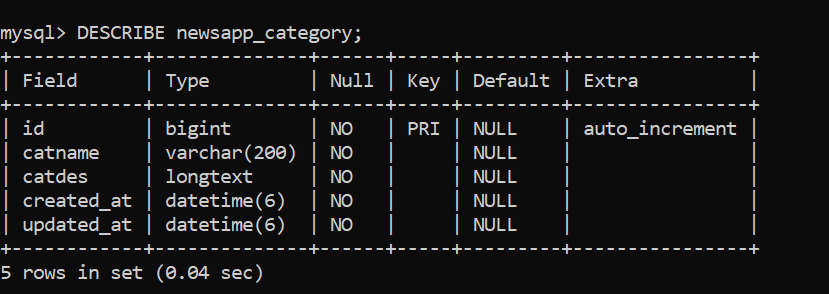 mysql> DESCRIBE newsapp_category;
+------------+--------------+------+-----+---------+----------------+
| Field      | Type         | Null | Key | Default | Extra          |
+------------+--------------+------+-----+---------+----------------+
| id         | bigint       | NO   | PRI | NULL    | auto_increment |
| catname    | varchar(200) | NO   |     | NULL    |                |
| catdes     | longtext     | NO   |     | NULL    |                |
| created_at | datetime(6)  | NO   |     | NULL    |                |
| updated_at | datetime(6)  | NO   |     | NULL    |                |
+------------+--------------+------+-----+---------+----------------+
5 rows in set (0.04 sec)